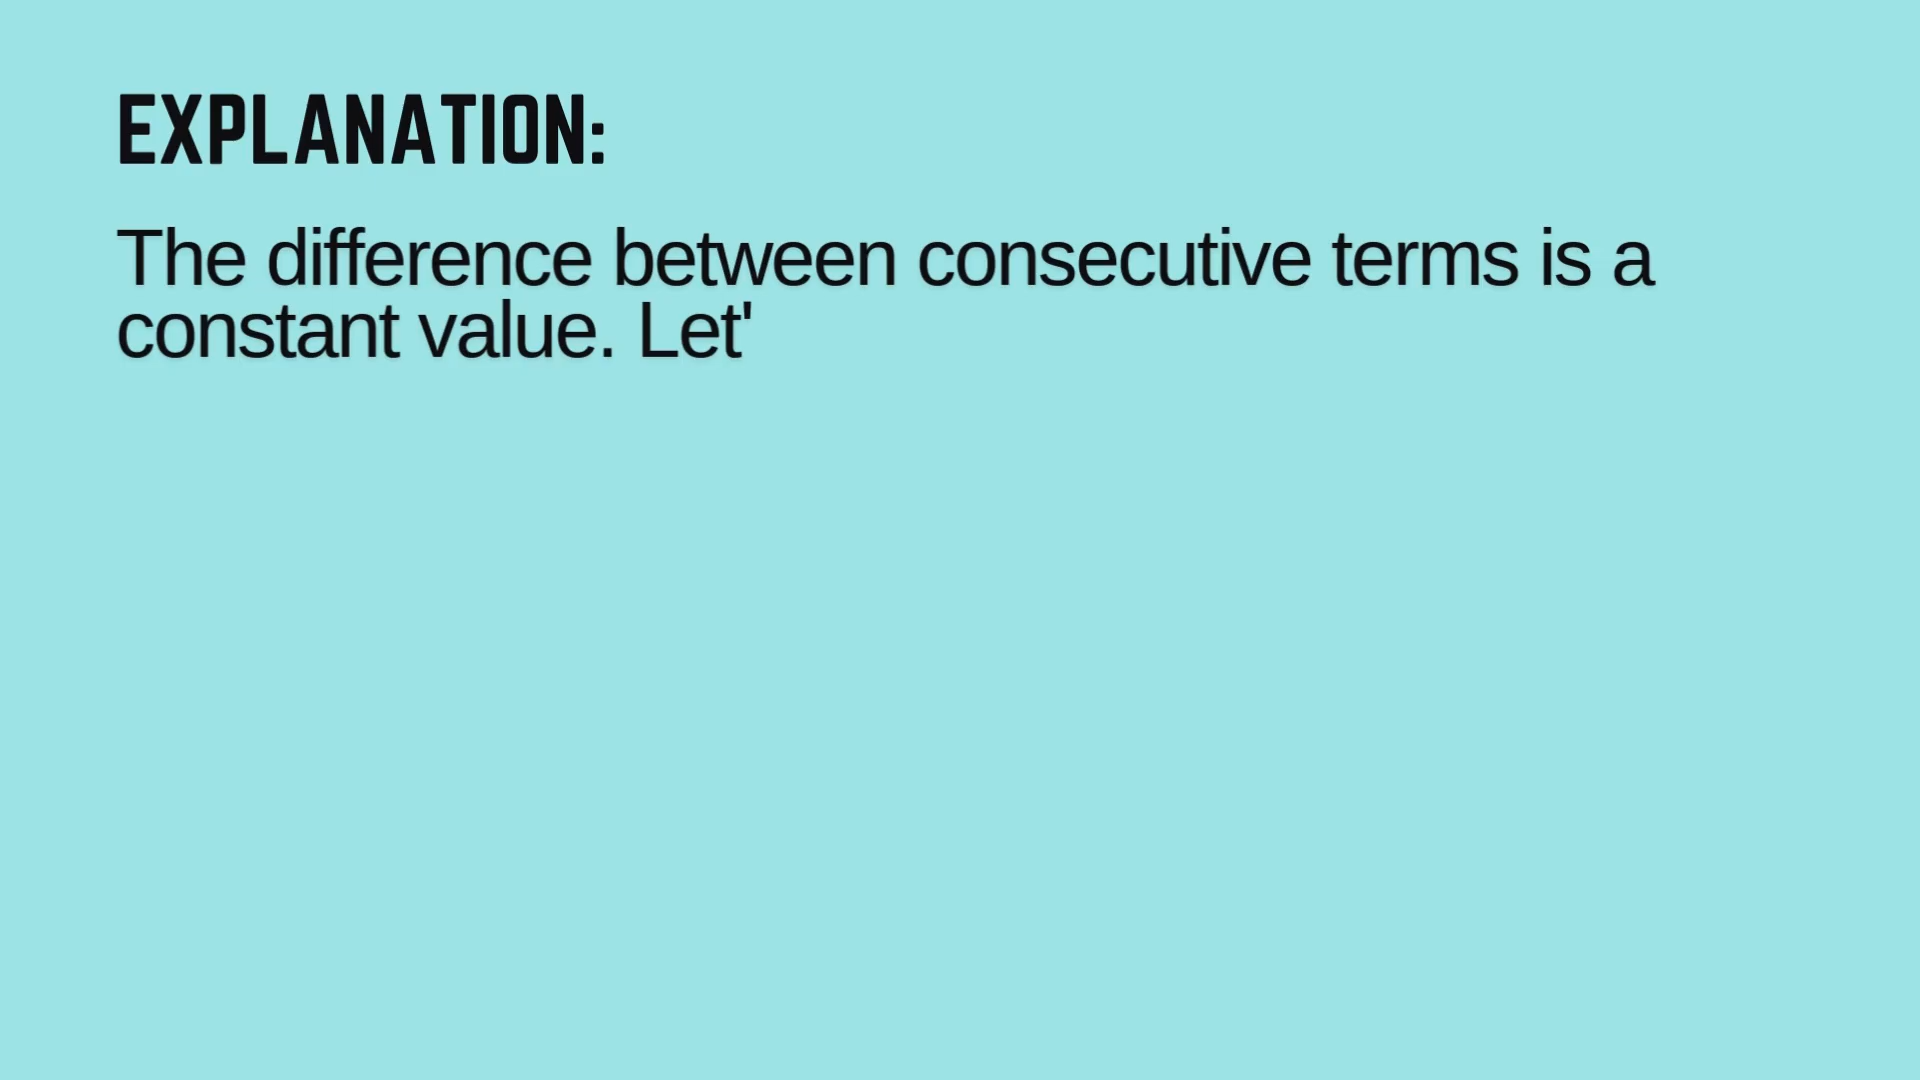 EXPLANATION:
The difference between consecutive terms is a
constant value. Let'